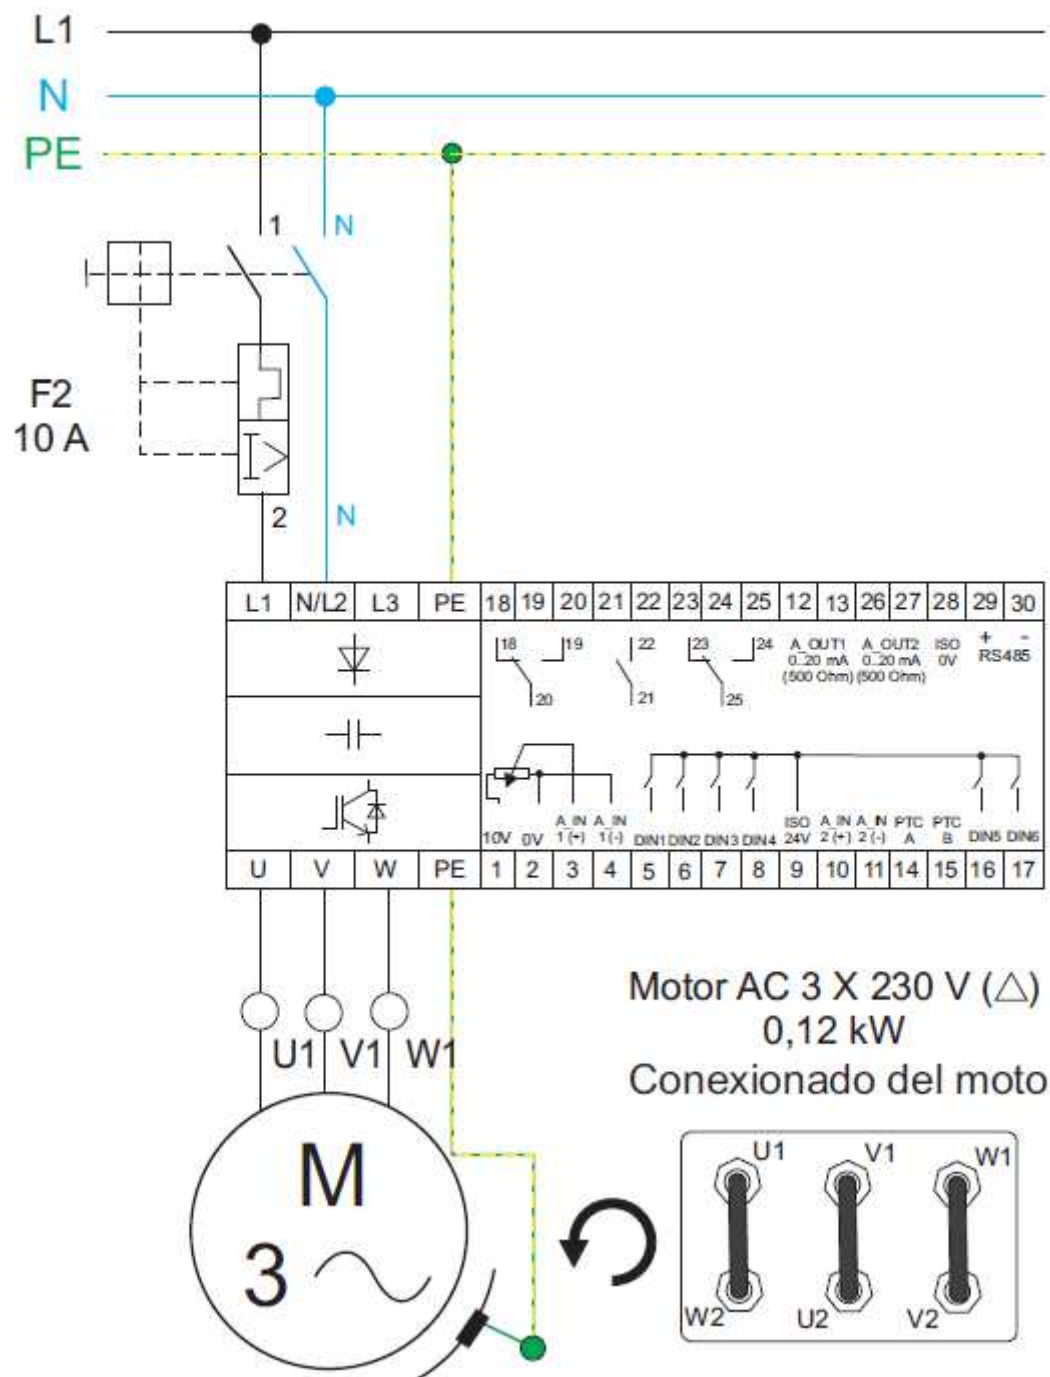 L1
N
PE
1 N
F2
10 A
2 N
L1 N/L2 L3 PE 18 19 20 21 22 23 24 25 12 13 26 27 28 29 30
18 19 20
22 21
23 24 25
A_OUT1
0..20 mA
(500 Ohm)
A_OUT2
0..20 mA
(500 Ohm)
ISO
0V
+ -
RS485
10V 0V
A_IN
1 (+)
A_IN
1 (-)
DIN1 DIN2 DIN3 DIN4
ISO
24V
A_IN
2 (+)
A_IN
2 (-)
PTC
A
PTC
B
DIN5 DIN6
U V W PE 1 2 3 4 5 6 7 8 9 10 11 14 15 16 17
U1 V1 W1
M
3
Motor AC 3 X 230 V (△)
0,12 kW
Conexionado del moto
U1 V1 W1
W2 U2 V2